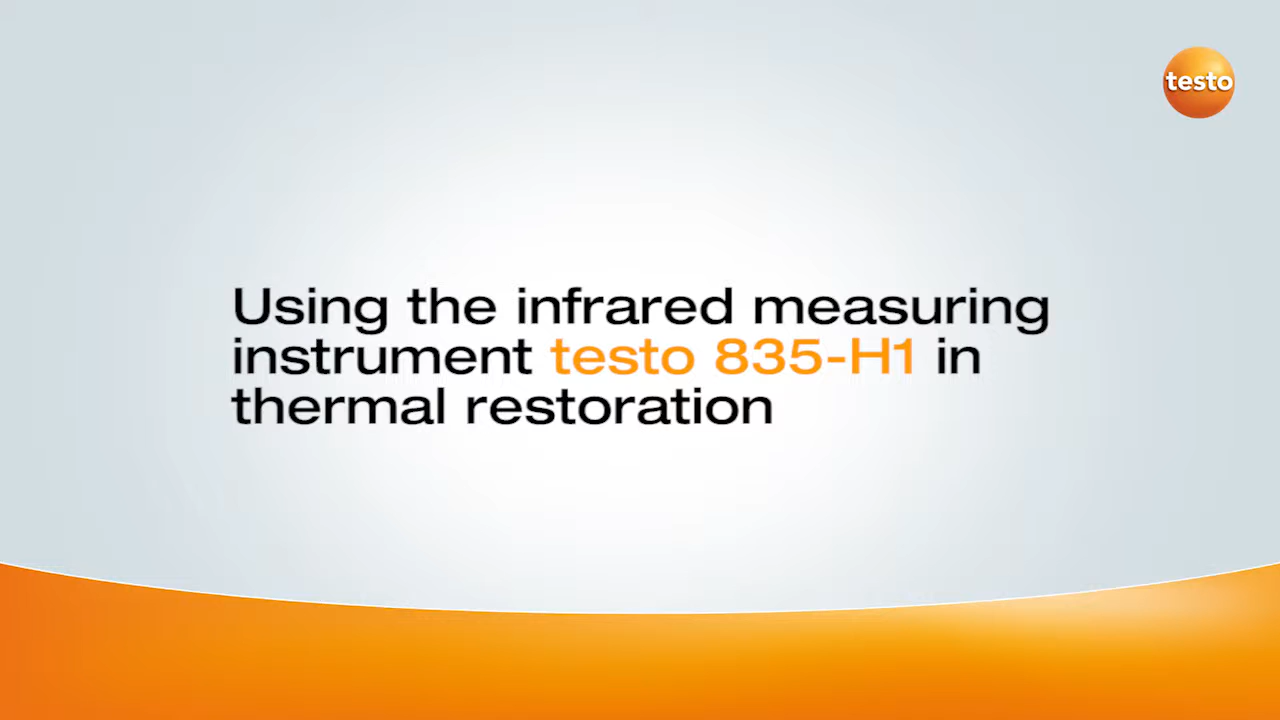 testo
Using the infrared measuring
instrument testo 835-H1 in
thermal restoration